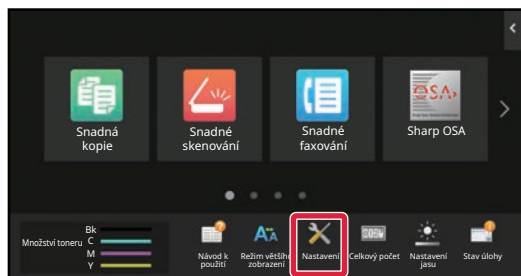 Snadná
kopie
Snadné
skenování
Snadné
faxování
OSA
Sharp OSA
Množství toneru
Bk
C
M
Y
Návod k
použití
Režim většího
zobrazení
Nastavení
Celkový počet
Nastavení
jasu
Stav úlohy